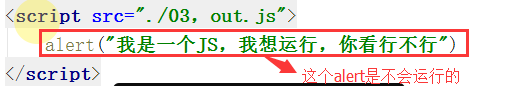 <script src="./03，out.js">
alert("我是一个JS，我想运行，你看行不行")
</script>
这个alert是不会运行的